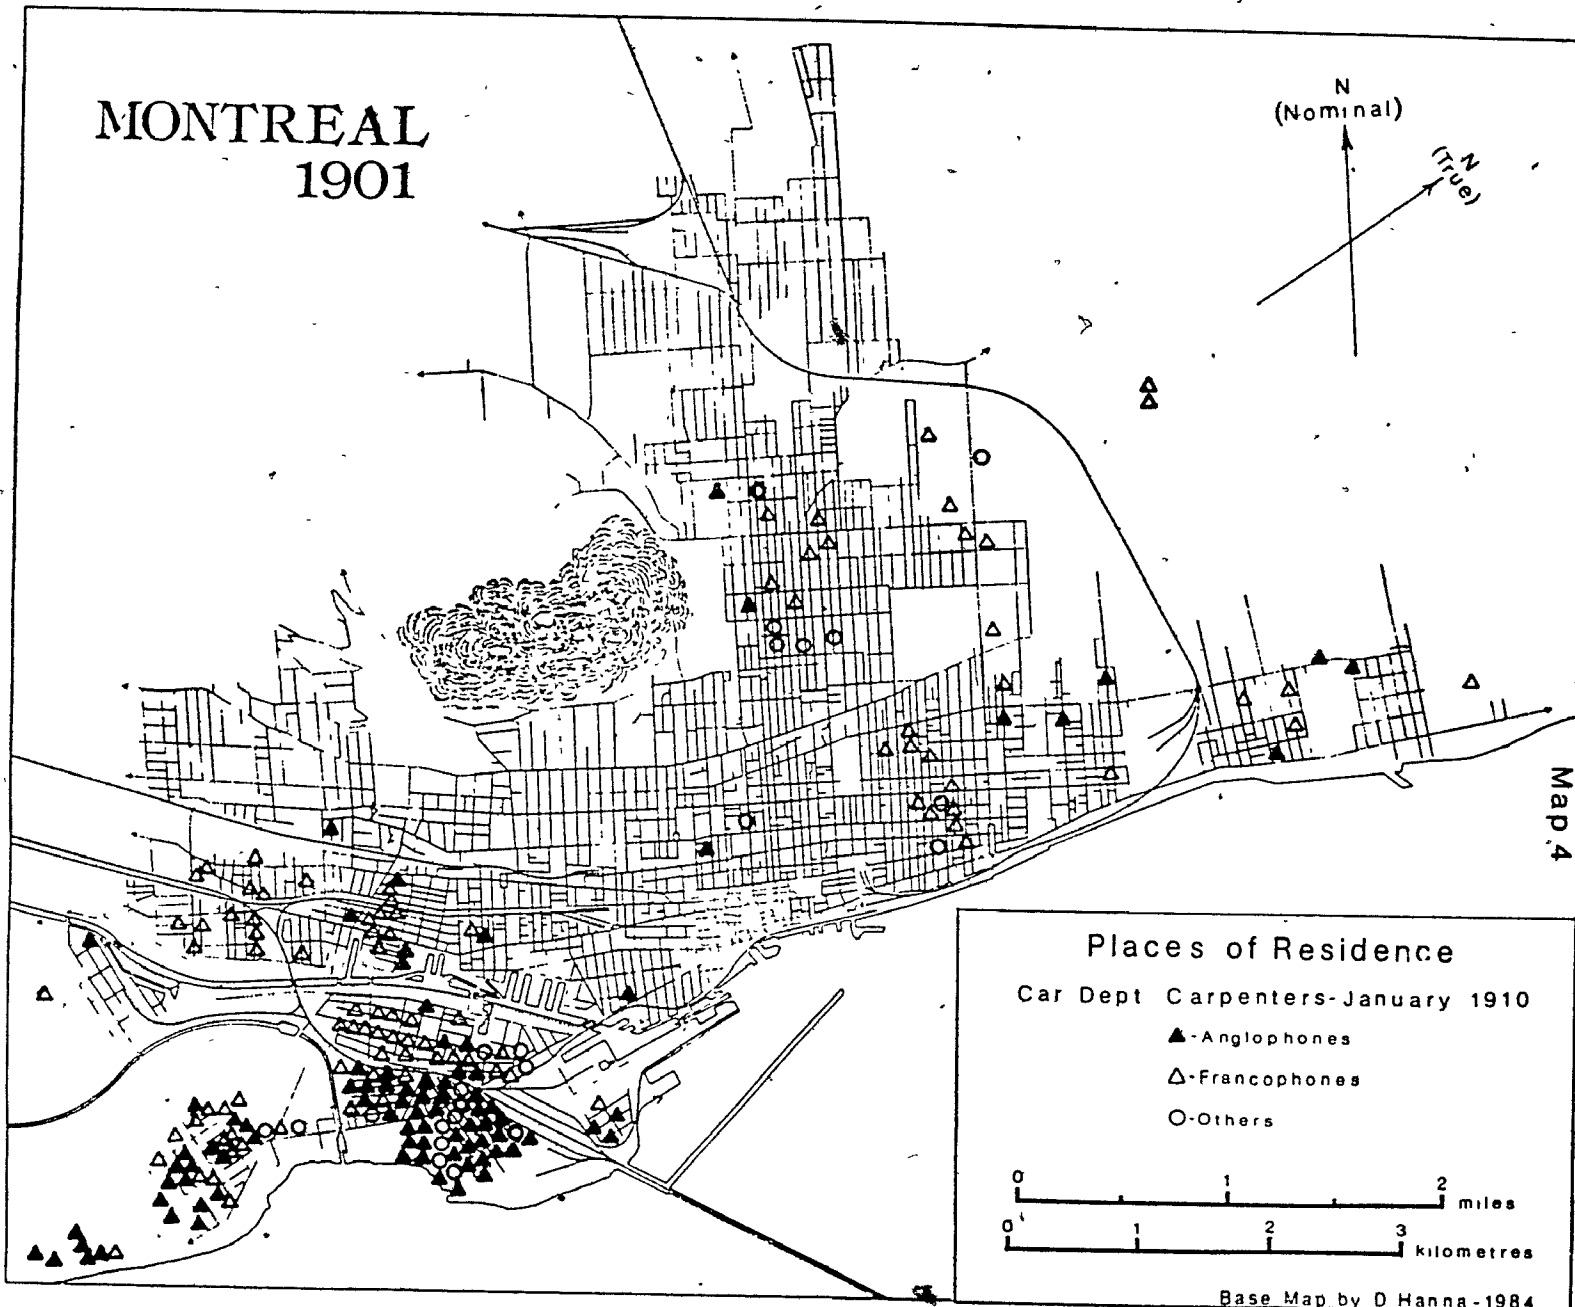 MONTREAL
1901
N
(Nominal)
N
(True)
Map 4
Places of Residence
Car Dept Carpenters-January 1910
▲-Anglophones
△-Francophones
○-Others
0 1 2 miles
0 1 2 3 kilometres
Base Map by D Hanna-1984